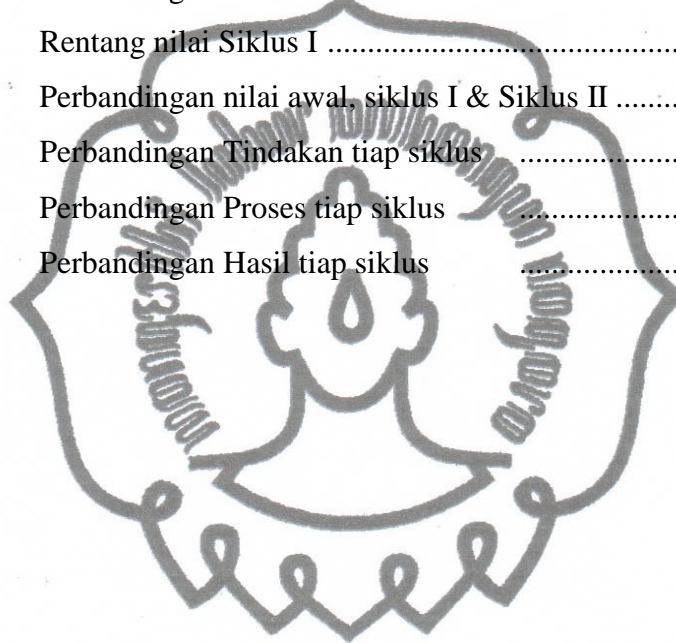 Rentang nilai Siklus I ............................................
Perbandingan nilai awal, siklus I & Siklus II ........
Perbandingan Tindakan tiap siklus ....................
Perbandingan Proses tiap siklus ....................
Perbandingan Hasil tiap siklus ....................